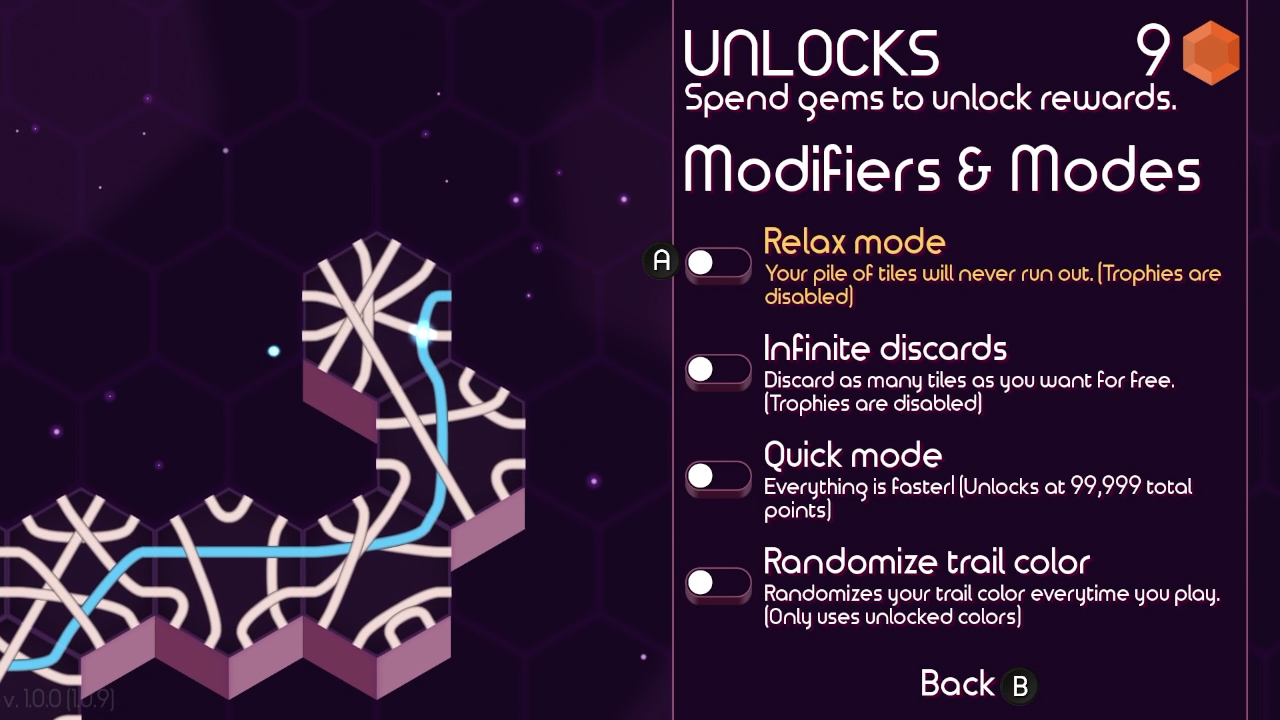 UNLOCKS 9
Spend gems to unlock rewards.
Modifiers & Modes
A
Relax mode
Your pile of tiles will never run out. (Trophies are
disabled)
Infinite discards
Discard as many tiles as you want for free.
(Trophies are disabled)
Quick mode
Everything is faster! (Unlocks at 99,999 total
points)
Randomize trail color
Randomizes your trail color everytime you play.
(Only uses unlocked colors)
Back B
v. 1.0.0 (1.0.9)